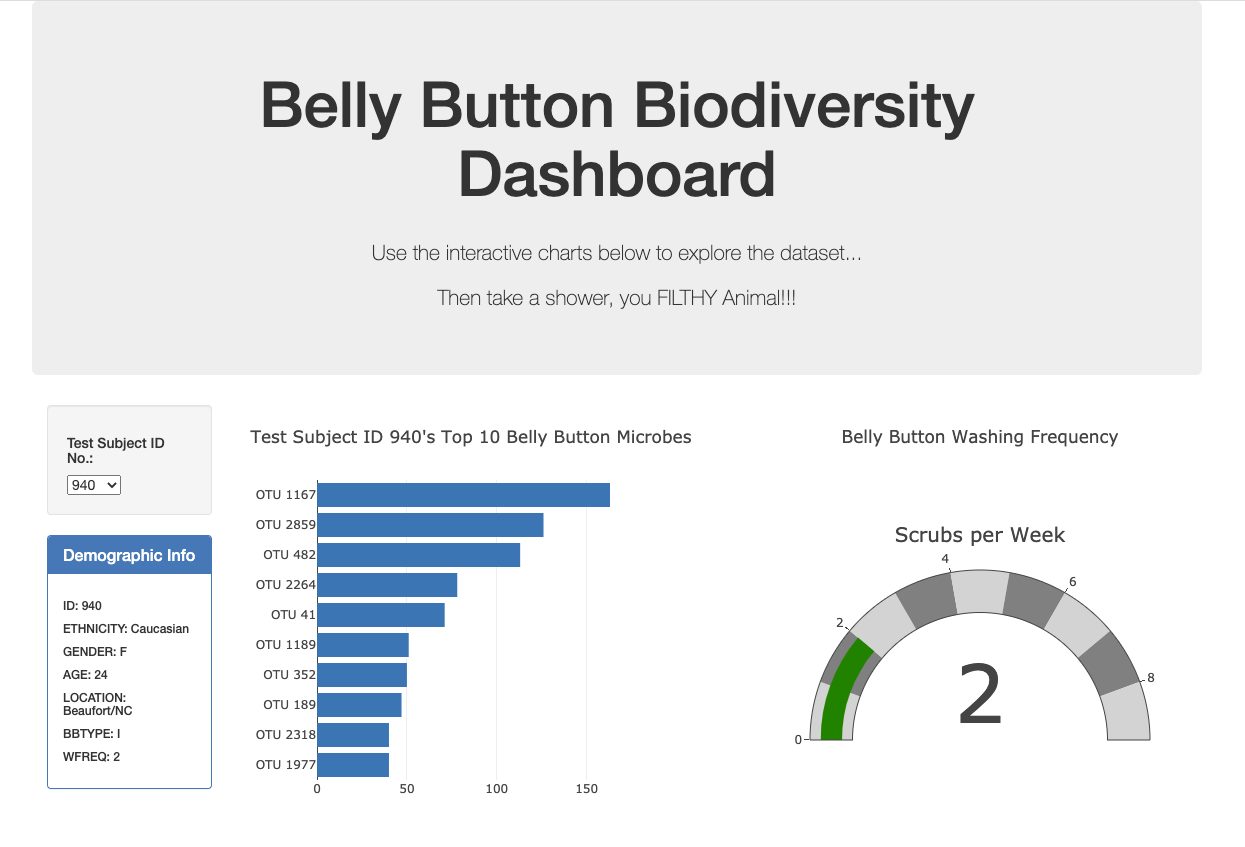 Belly Button Biodiversity
Dashboard
Use the interactive charts below to explore the dataset...
Then take a shower, you FILTHY Animal!!!
Test Subject ID
No.:
940
Demographic Info
ID: 940
ETHNICITY: Caucasian
GENDER: F
AGE: 24
LOCATION:
Beaufort/NC
BBTYPE: I
WFREQ: 2
Test Subject ID 940's Top 10 Belly Button Microbes
OTU 1167
OTU 2859
OTU 482
OTU 2264
OTU 41
OTU 1189
OTU 352
OTU 189
OTU 2318
OTU 1977
0 50 100 150
Belly Button Washing Frequency
Scrubs per Week
0
2
4
6
8
2